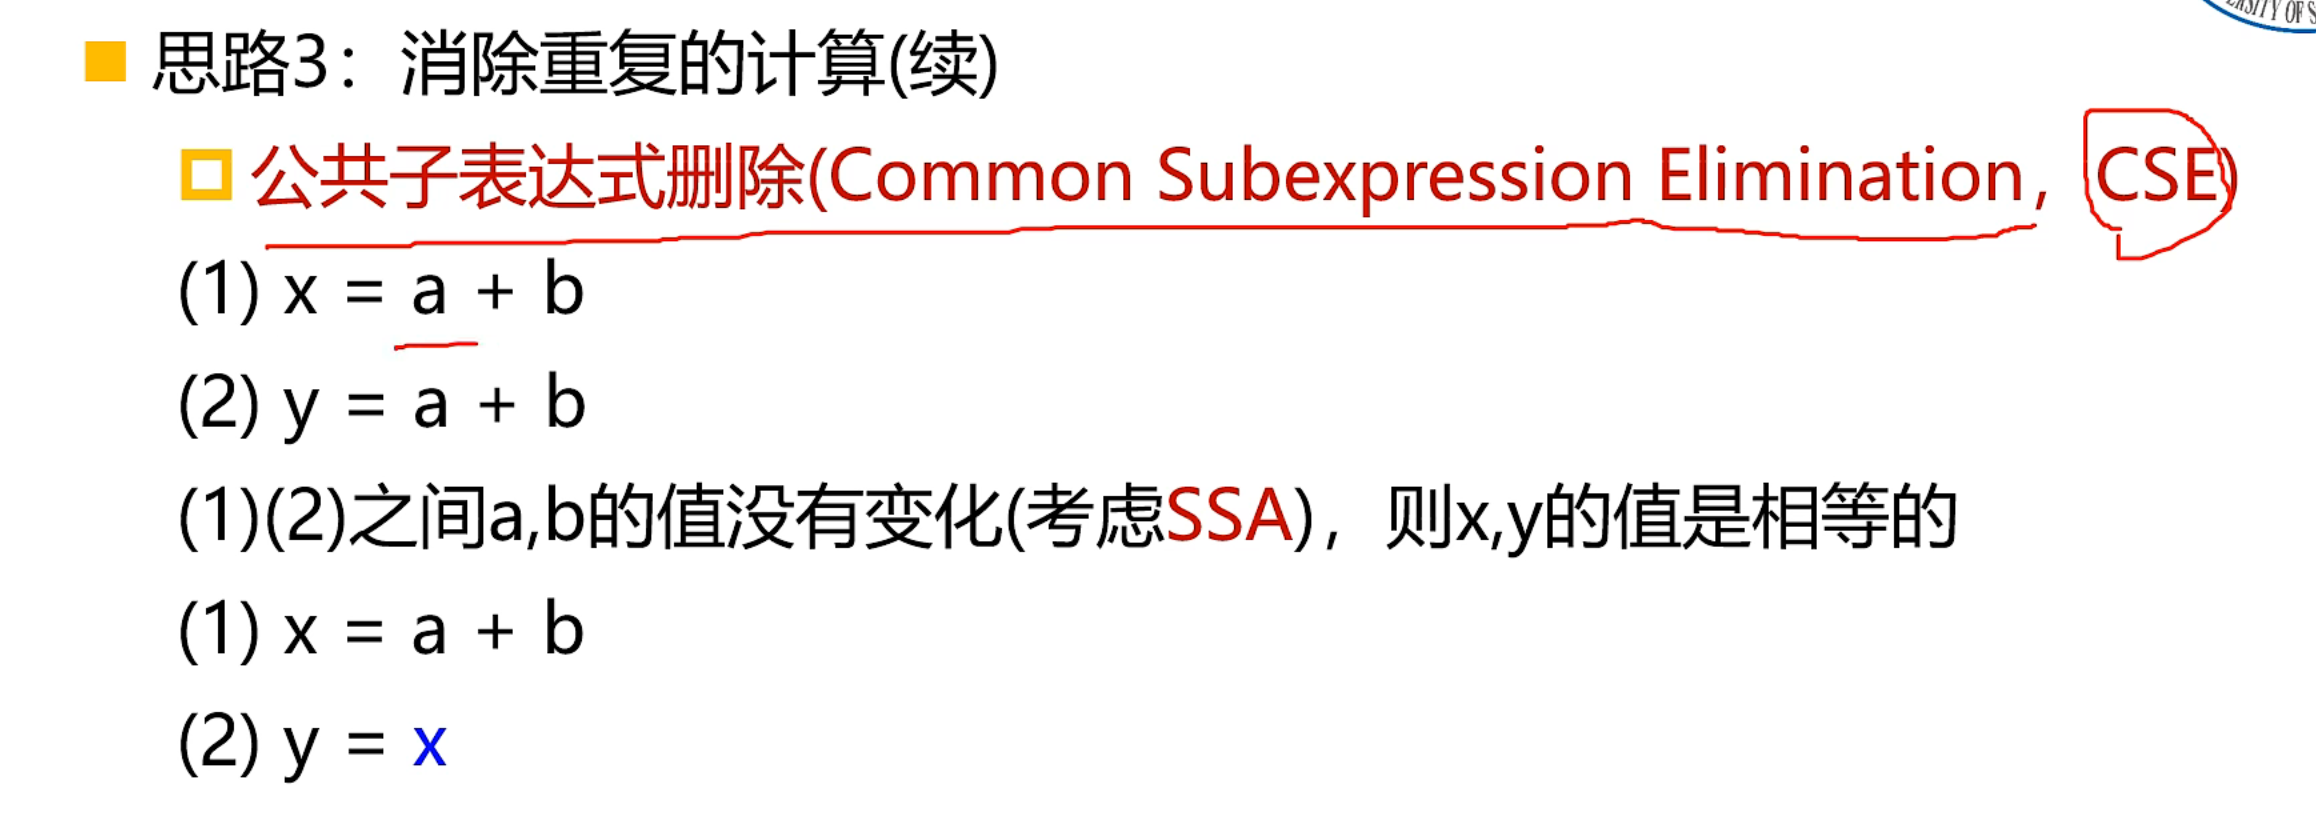 思路3：消除重复的计算(续)
公共子表达式删除(Common Subexpression Elimination，CSE)
(1) x = a + b
(2) y = a + b
(1)(2)之间a,b的值没有变化(考虑SSA)，则x,y的值是相等的
(1) x = a + b
(2) y = x